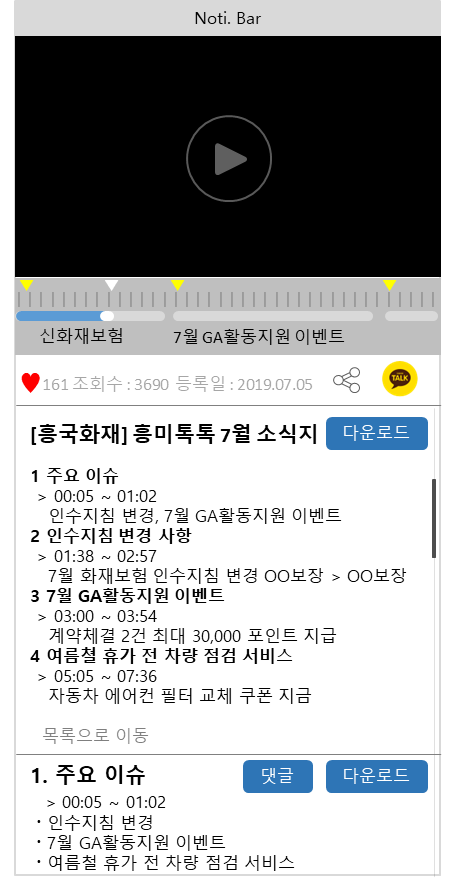 Noti. Bar
신화재보험 7월 GA활동지원 이벤트
161 조회수 : 3690 등록일 : 2019.07.05
TALK
[흥국화재] 흥미톡톡 7월 소식지 다운로드
1 주요 이슈
> 00:05 ~ 01:02
인수지침 변경, 7월 GA활동지원 이벤트
2 인수지침 변경 사항
> 01:38 ~ 02:57
7월 화재보험 인수지침 변경 OO보장 > OO보장
3 7월 GA활동지원 이벤트
> 03:00 ~ 03:54
계약체결 2건 최대 30,000 포인트 지급
4 여름철 휴가 전 차량 점검 서비스
> 05:05 ~ 07:36
자동차 에어컨 필터 교체 쿠폰 지금
목록으로 이동
1. 주요 이슈 댓글 다운로드
> 00:05 ~ 01:02
· 인수지침 변경
· 7월 GA활동지원 이벤트
· 여름철 휴가 전 차량 점검 서비스